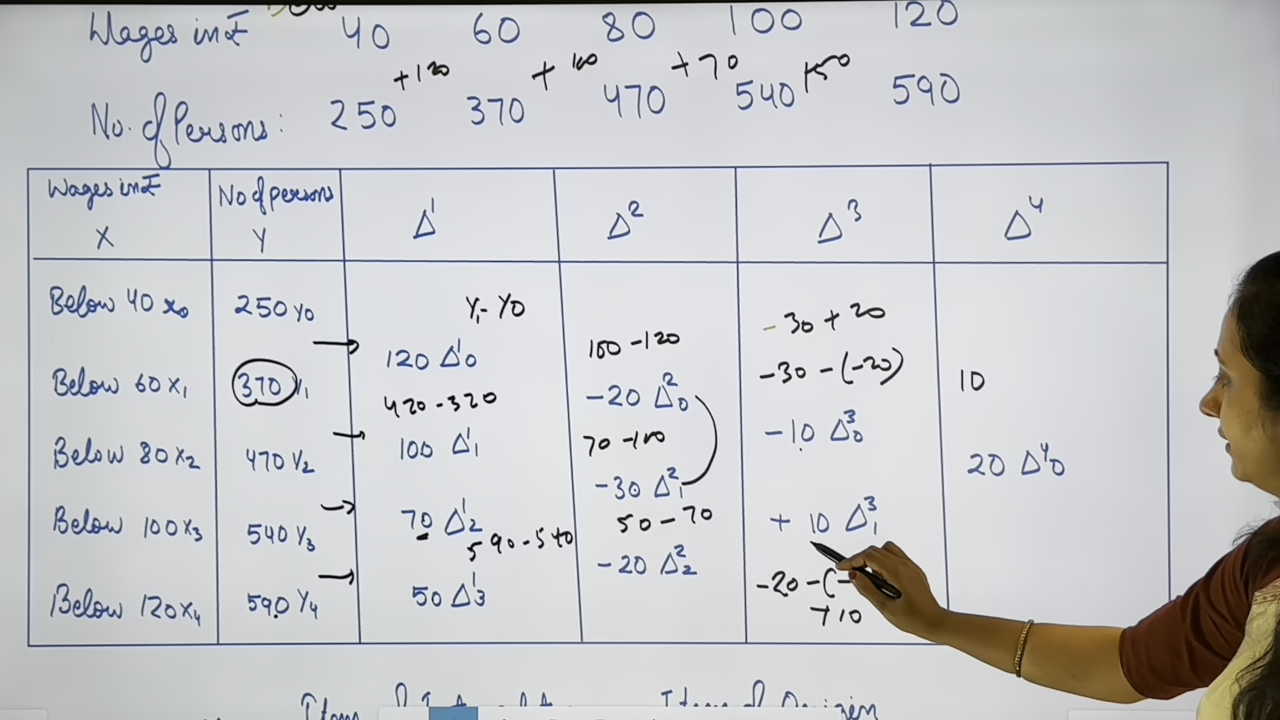 Wages in ₹ 40 60 80 100 120
+120 + 100 +70 +50
No. of Persons: 250 370 470 540 590
Wages in ₹ X No of persons Y Δ¹ Δ² Δ³ Δ⁴
Below 40 x₀ 250 Y₀ Y₁- Y₀ -30 + 20
120 Δ¹₀ 100 -120 -30 -(-20)
Below 60 x₁ 370 Y₁ -20 Δ²₀ 10
420 -320
Below 80 x₂ 470 Y₂ 100 Δ¹₁ 70 -100 -10 Δ³₀ 20 Δ⁴₀
-30 Δ²₁
Below 100 x₃ 540 Y₃ 70 Δ¹₂ 50 - 70 + 10 Δ³₁
590-540
-20 Δ²₂
Below 120 x₄ 590 Y₄ 50 Δ¹₃ -20 -(-
+10